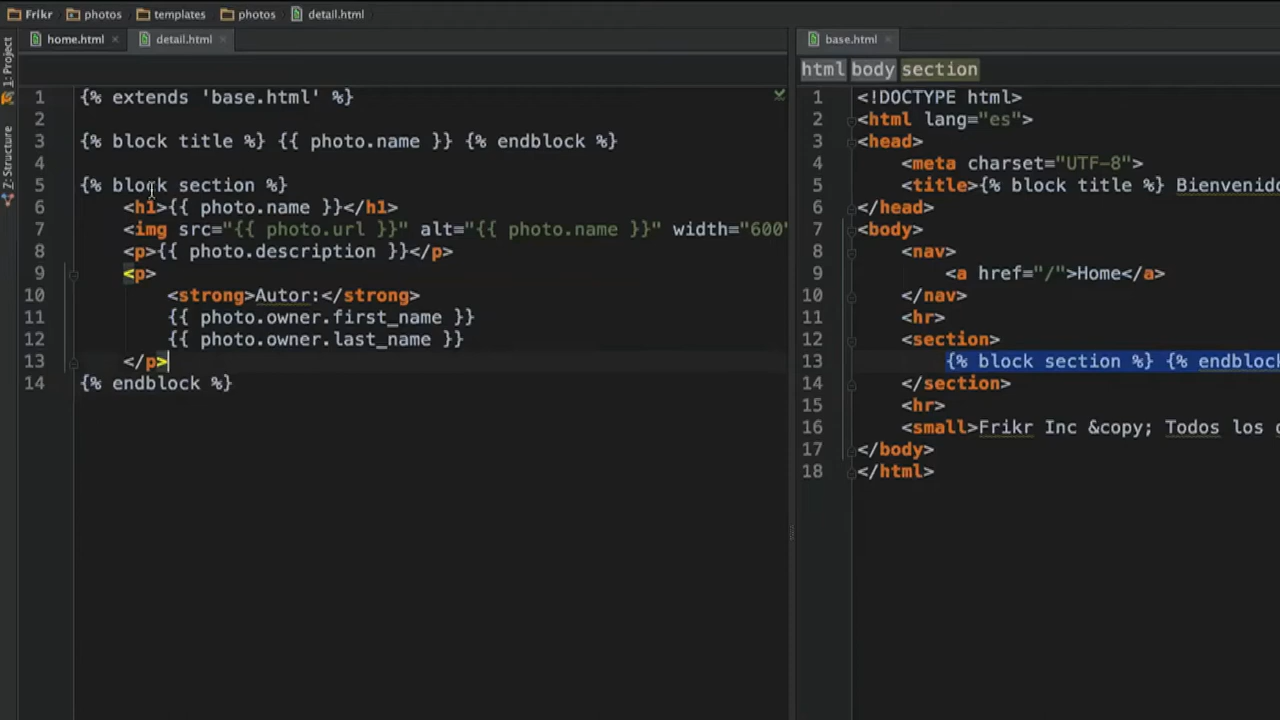 Frikr photos templates photos detail.html
home.html detail.html
1: Project
Z: Structure
1 {% extends 'base.html' %}
2
3 {% block title %} {{ photo.name }} {% endblock %}
4
5 {% block section %}
6 <h1>{{ photo.name }}</h1>
7 <img src="{{ photo.url }}" alt="{{ photo.name }}" width="600"
8 <p>{{ photo.description }}</p>
9 <p>
10 <strong>Autor:</strong>
11 {{ photo.owner.first_name }}
12 {{ photo.owner.last_name }}
13 </p>
14 {% endblock %}
base.html
html body section
1 <!DOCTYPE html>
2 <html lang="es">
3 <head>
4 <meta charset="UTF-8">
5 <title>{% block title %} Bienvenido
6 </head>
7 <body>
8 <nav>
9 <a href="/">Home</a>
10 </nav>
11 <hr>
12 <section>
13 {% block section %} {% endblock
14 </section>
15 <hr>
16 <small>Frikr Inc &copy; Todos los
17 </body>
18 </html>